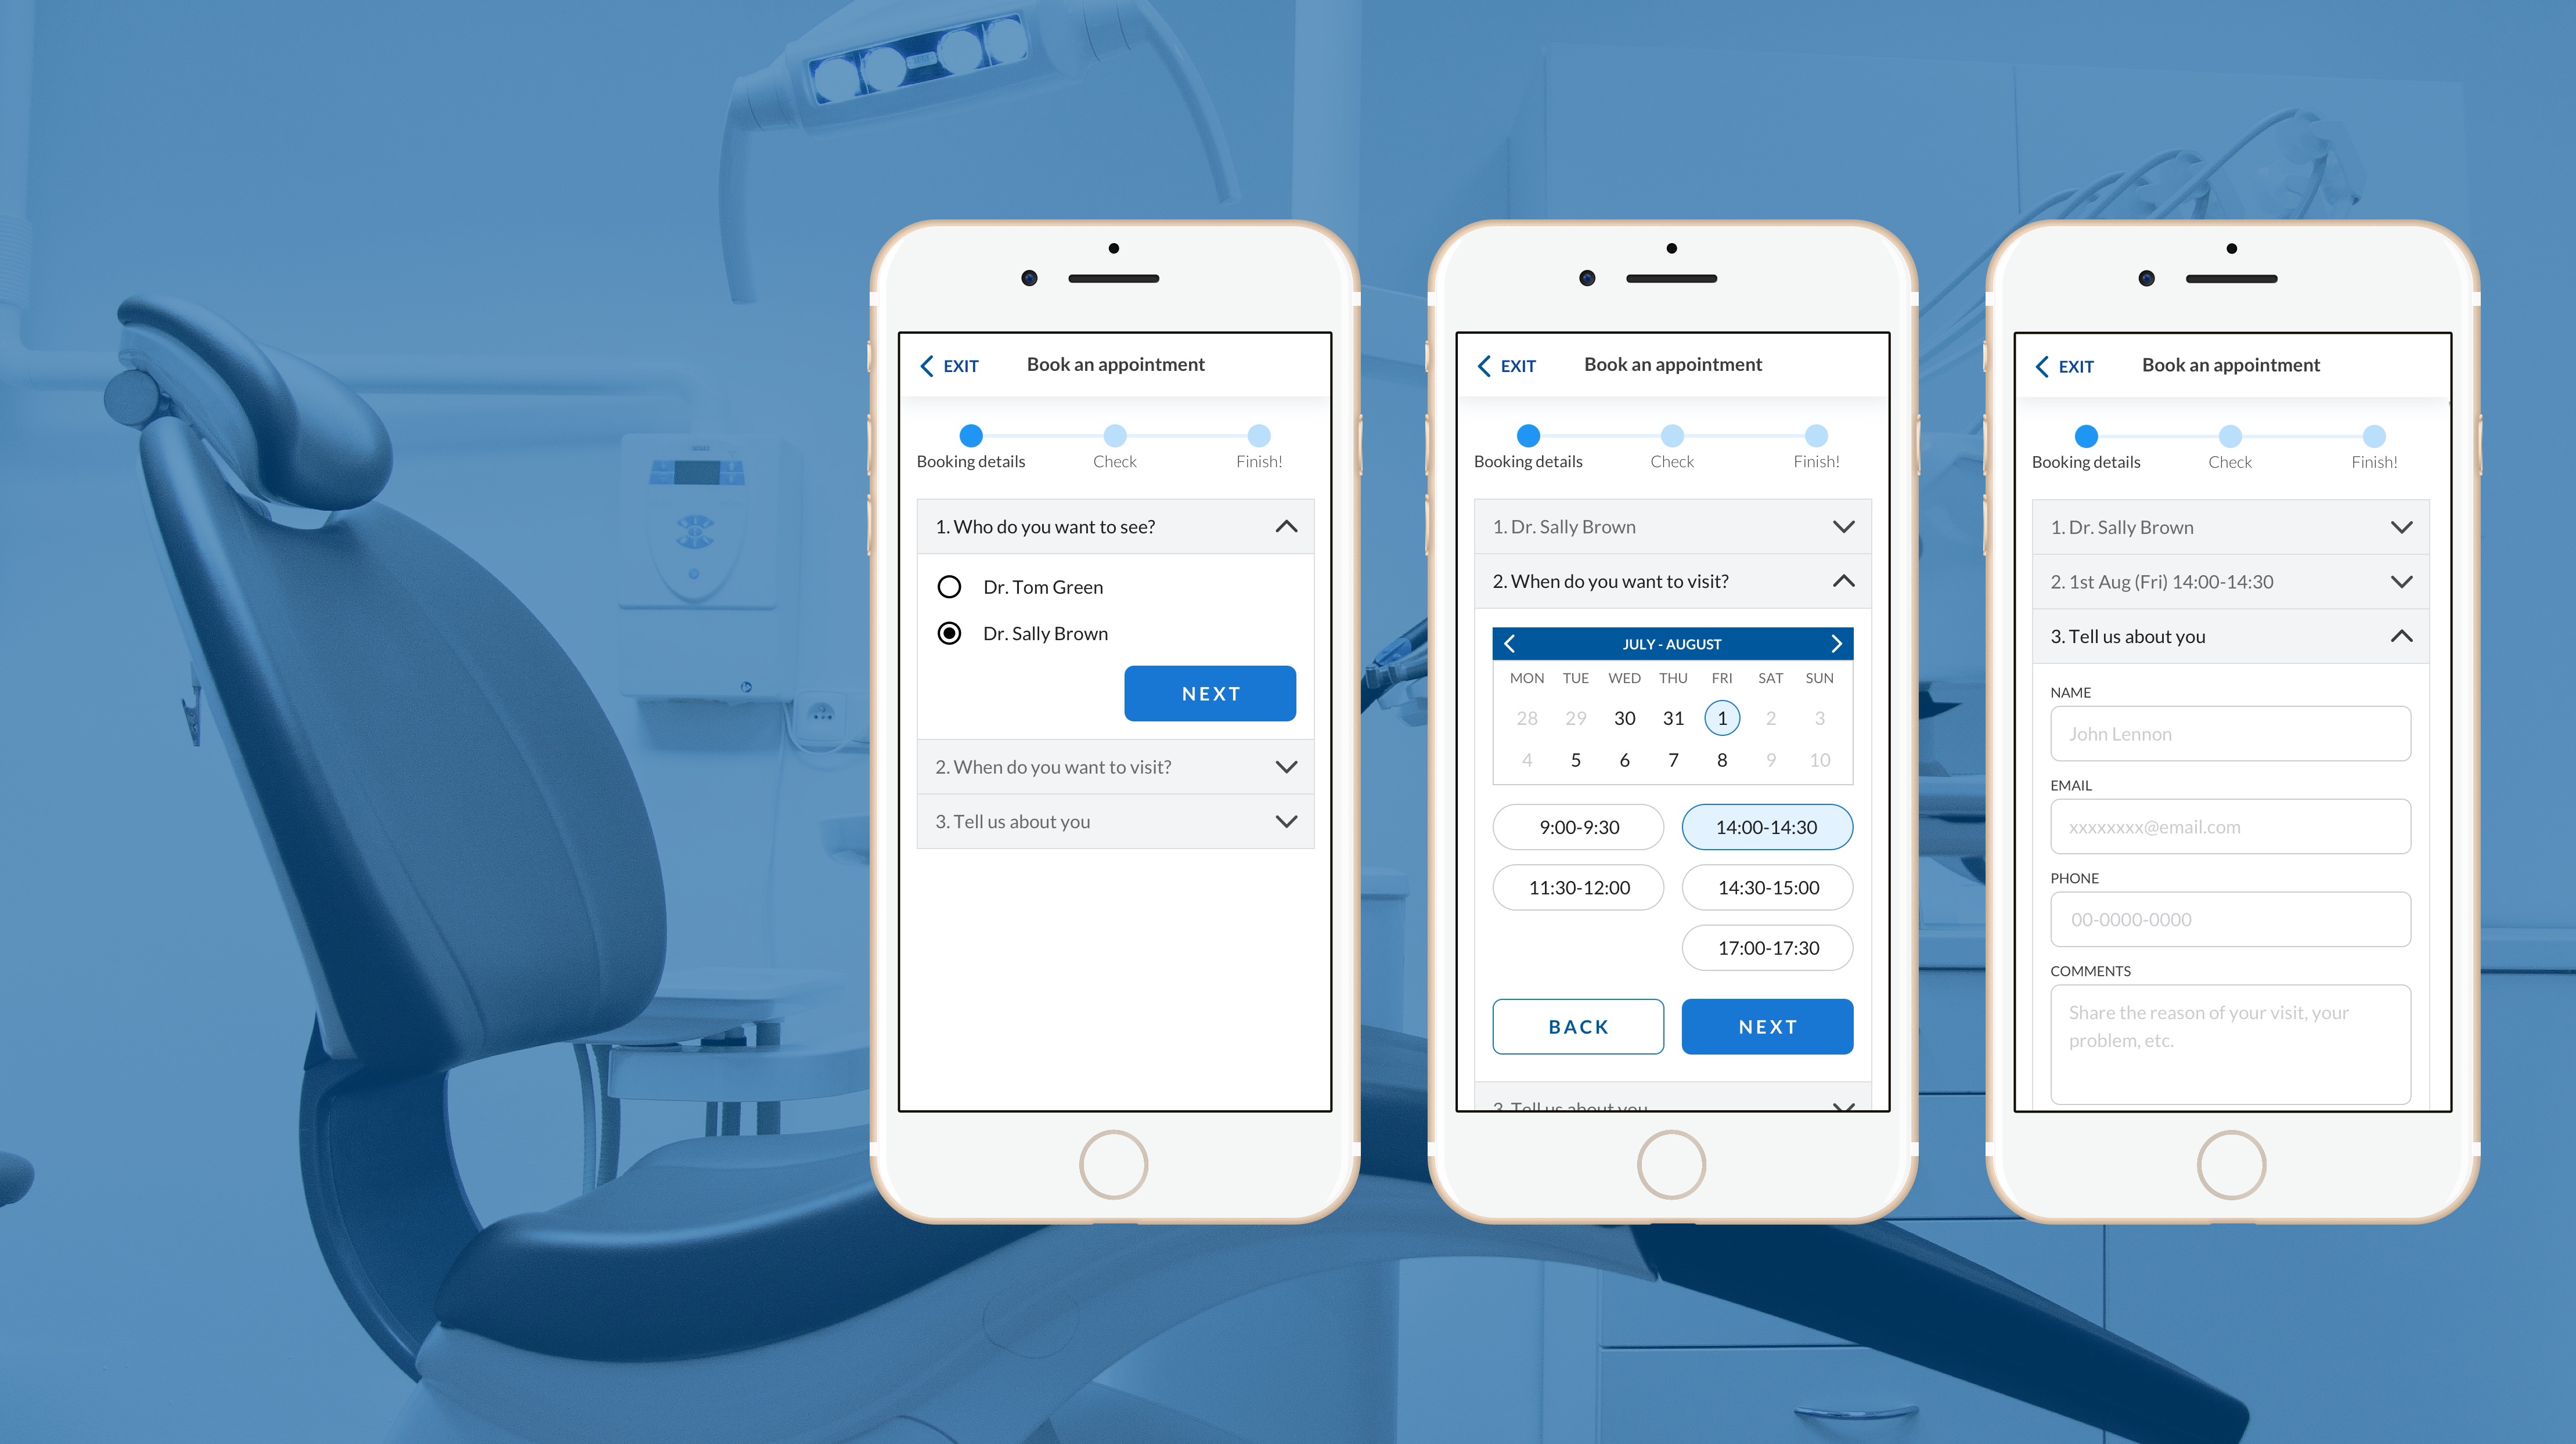 EXIT
Book an appointment
Booking details
Check
Finish!
1. Who do you want to see?
Dr. Tom Green
Dr. Sally Brown
NEXT
2. When do you want to visit?
3. Tell us about you
EXIT
Book an appointment
Booking details
Check
Finish!
1. Dr. Sally Brown
2. When do you want to visit?
JULY - AUGUST
MON TUE WED THU FRI SAT SUN
28 29 30 31 1 2 3
4 5 6 7 8 9 10
9:00-9:30
14:00-14:30
11:30-12:00
14:30-15:00
17:00-17:30
BACK
NEXT
3. Tell us about you
EXIT
Book an appointment
Booking details
Check
Finish!
1. Dr. Sally Brown
2. 1st Aug (Fri) 14:00-14:30
3. Tell us about you
NAME
John Lennon
EMAIL
xxxxxxxx@email.com
PHONE
00-0000-0000
COMMENTS
Share the reason of your visit, your
problem, etc.